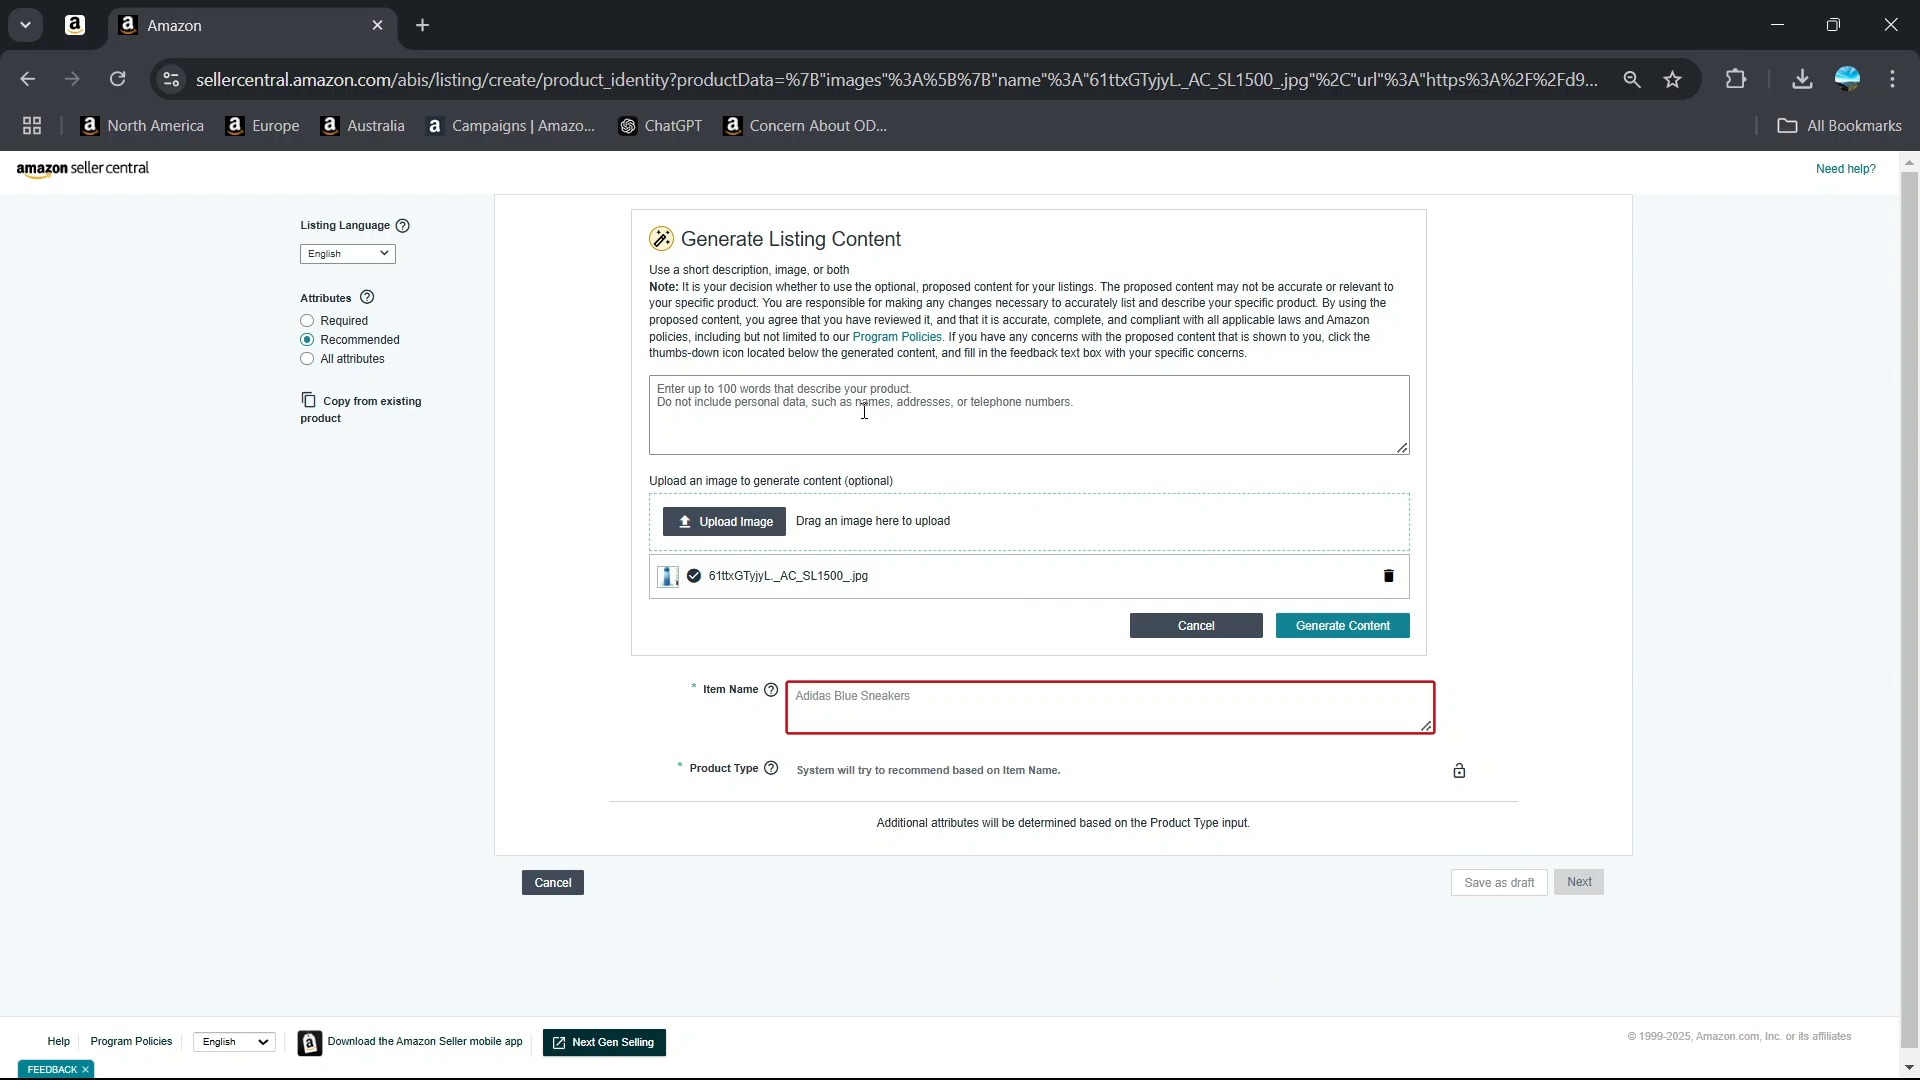 Amazon
sellercentral.amazon.com/abis/listing/create/product_identity?productData=%7B"images"%3A%5B%7B"name"%3A"61ttxGTyjyL._AC_SL1500_.jpg"%2C"url"%3A"https%3A%2F%2Fd9...
North America
Europe
Australia
Campaigns | Amazo...
ChatGPT
Concern About OD...
All Bookmarks
amazon seller central
Need help?
Listing Language
English
Attributes
Required
Recommended
All attributes
Copy from existing
product
Generate Listing Content
Use a short description, image, or both
Note: It is your decision whether to use the optional, proposed content for your listings. The proposed content may not be accurate or relevant to
your specific product. You are responsible for making any changes necessary to accurately list and describe your specific product. By using the
proposed content, you agree that you have reviewed it, and that it is accurate, complete, and compliant with all applicable laws and Amazon
policies, including but not limited to our Program Policies. If you have any concerns with the proposed content that is shown to you, click the
thumbs-down icon located below the generated content, and fill in the feedback text box with your specific concerns.
Enter up to 100 words that describe your product.
Do not include personal data, such as names, addresses, or telephone numbers.
Upload an image to generate content (optional)
Upload Image
Drag an image here to upload
61ttxGTyjyL._AC_SL1500_.jpg
Cancel
Generate Content
* Item Name
Adidas Blue Sneakers
* Product Type
System will try to recommend based on Item Name.
Additional attributes will be determined based on the Product Type input.
Cancel
Save as draft
Next
Help
Program Policies
English
Download the Amazon Seller mobile app
Next Gen Selling
© 1999-2025, Amazon.com, Inc. or its affiliates
FEEDBACK ×